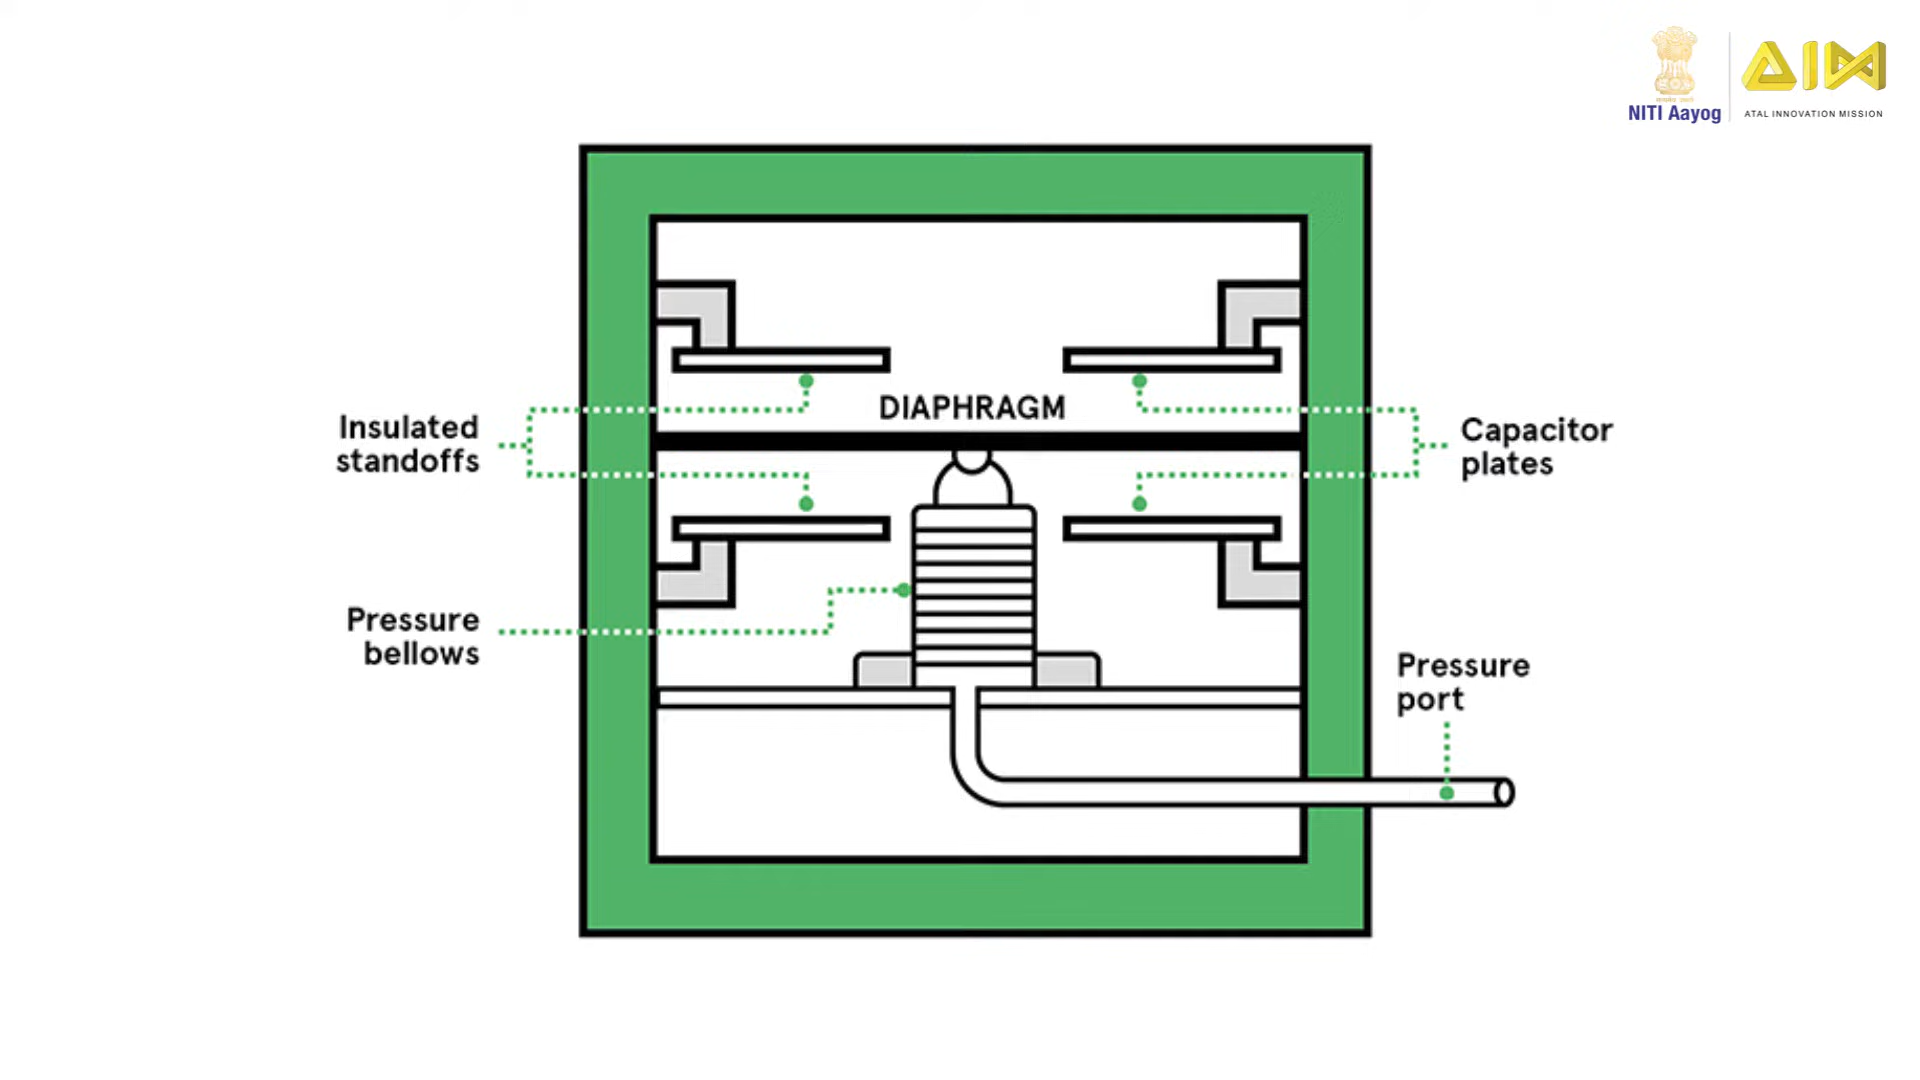 NITI Aayog
ATAL INNOVATION MISSION
DIAPHRAGM
Insulated
standoffs
Capacitor
plates
Pressure
bellows
Pressure
port